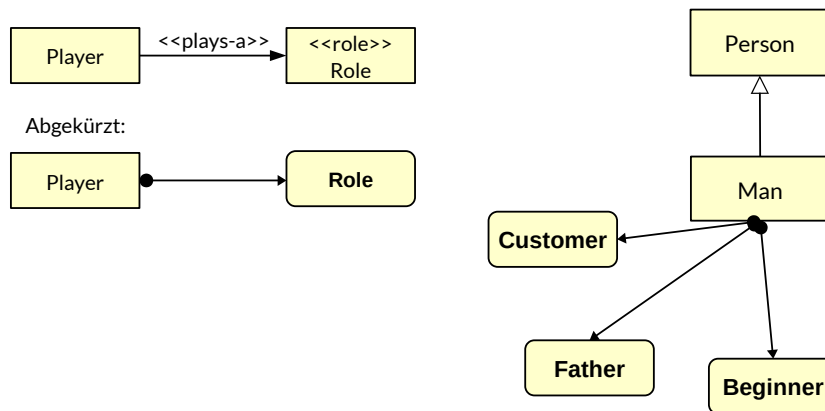 Player
<<plays-a>>
<<role>>
Role
Abgekürzt:
Player
Role
Person
Man
Customer
Father
Beginner